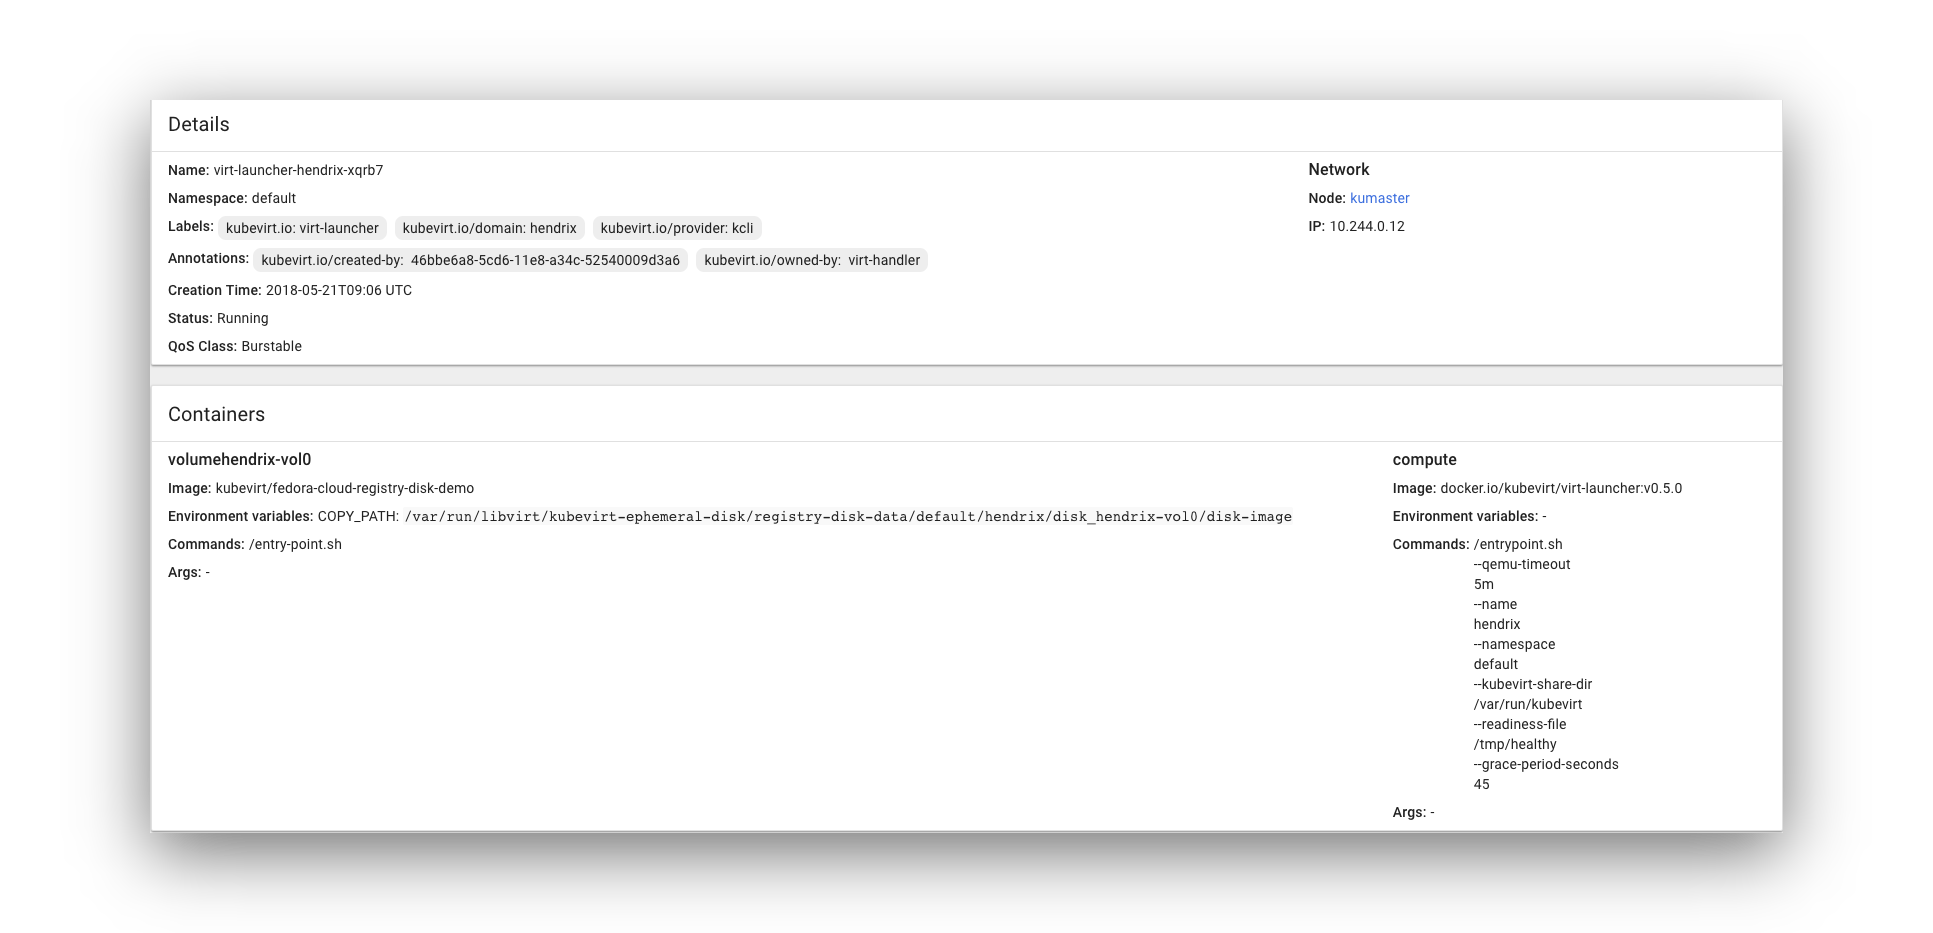 Details
Name: virt-launcher-hendrix-xqrb7
Namespace: default
Labels: kubevirt.io: virt-launcher kubevirt.io/domain: hendrix kubevirt.io/provider: kcli
Annotations: kubevirt.io/created-by: 46bbe6a8-5cd6-11e8-a34c-52540009d3a6 kubevirt.io/owned-by: virt-handler
Creation Time: 2018-05-21T09:06 UTC
Status: Running
QoS Class: Burstable
Network
Node: kumaster
IP: 10.244.0.12
Containers
volumehendrix-vol0
Image: kubevirt/fedora-cloud-registry-disk-demo
Environment variables: COPY_PATH: /var/run/libvirt/kubevirt-ephemeral-disk/registry-disk-data/default/hendrix/disk_hendrix-vol0/disk-image
Commands: /entry-point.sh
Args: -
compute
Image: docker.io/kubevirt/virt-launcher:v0.5.0
Environment variables: -
Commands: /entrypoint.sh
--qemu-timeout
5m
--name
hendrix
--namespace
default
--kubevirt-share-dir
/var/run/kubevirt
--readiness-file
/tmp/healthy
--grace-period-seconds
45
Args: -